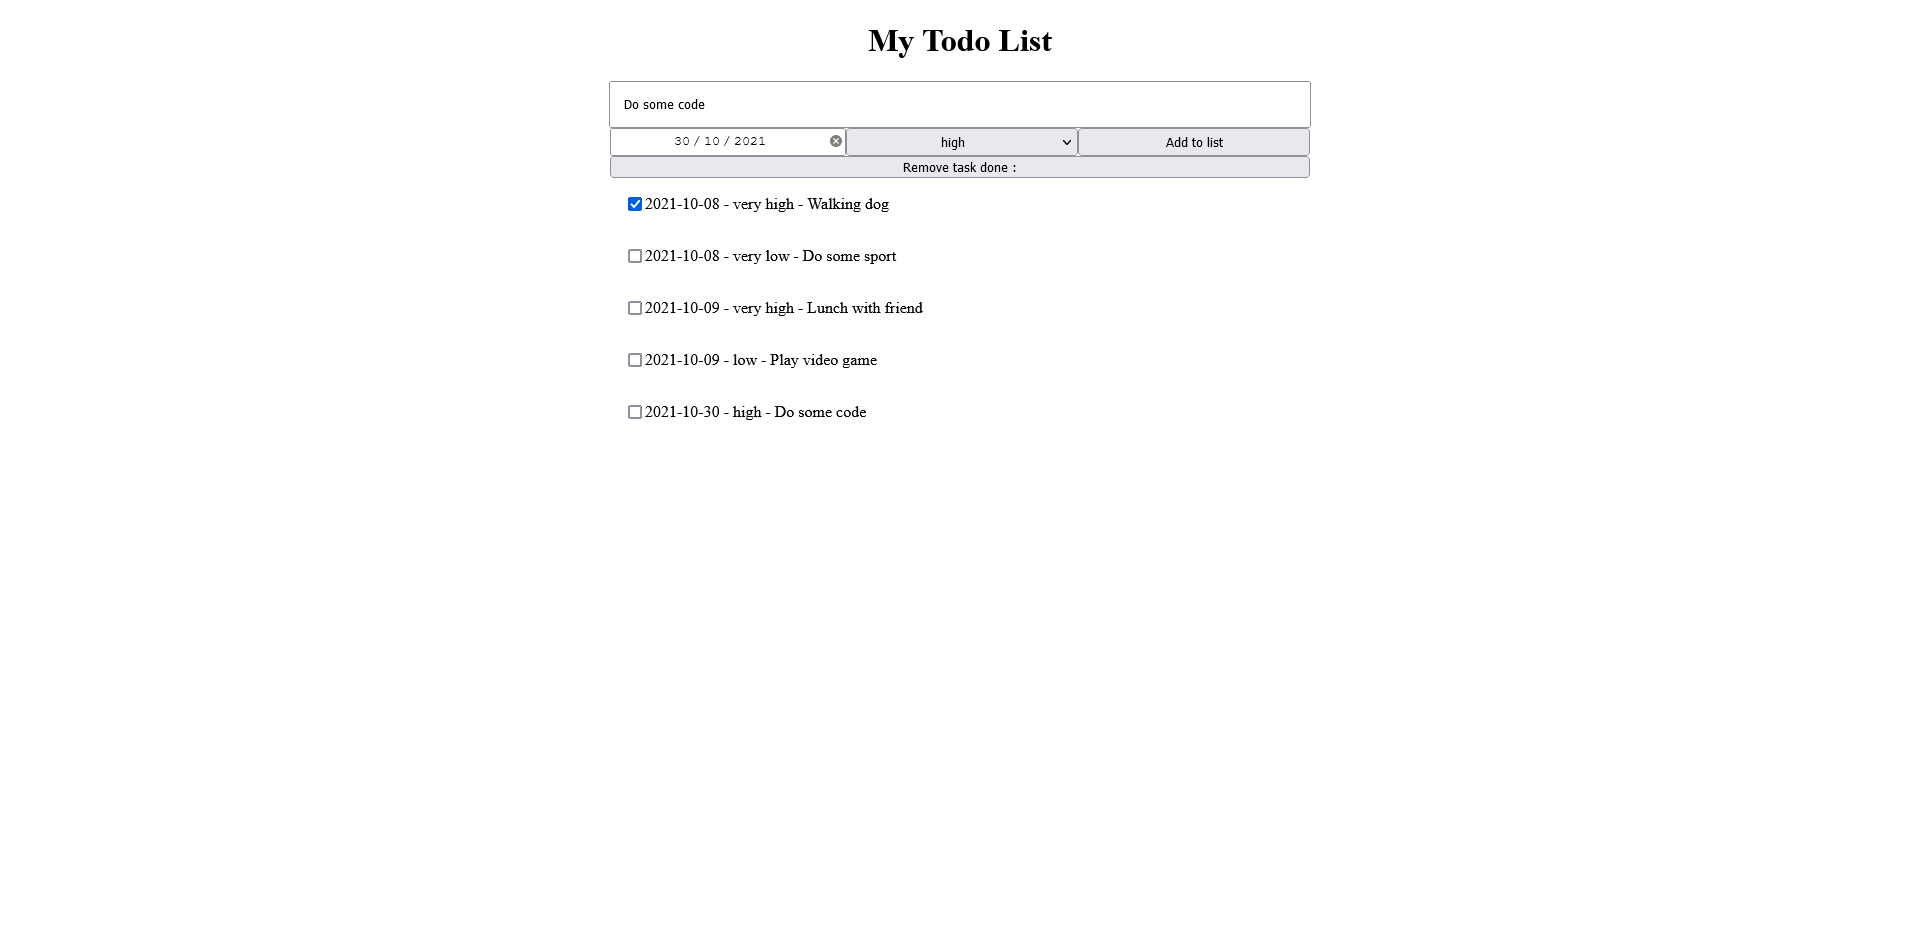 My Todo List
Do some code
30 / 10 / 2021 high Add to list
Remove task done :
2021-10-08 - very high - Walking dog
2021-10-08 - very low - Do some sport
2021-10-09 - very high - Lunch with friend
2021-10-09 - low - Play video game
2021-10-30 - high - Do some code